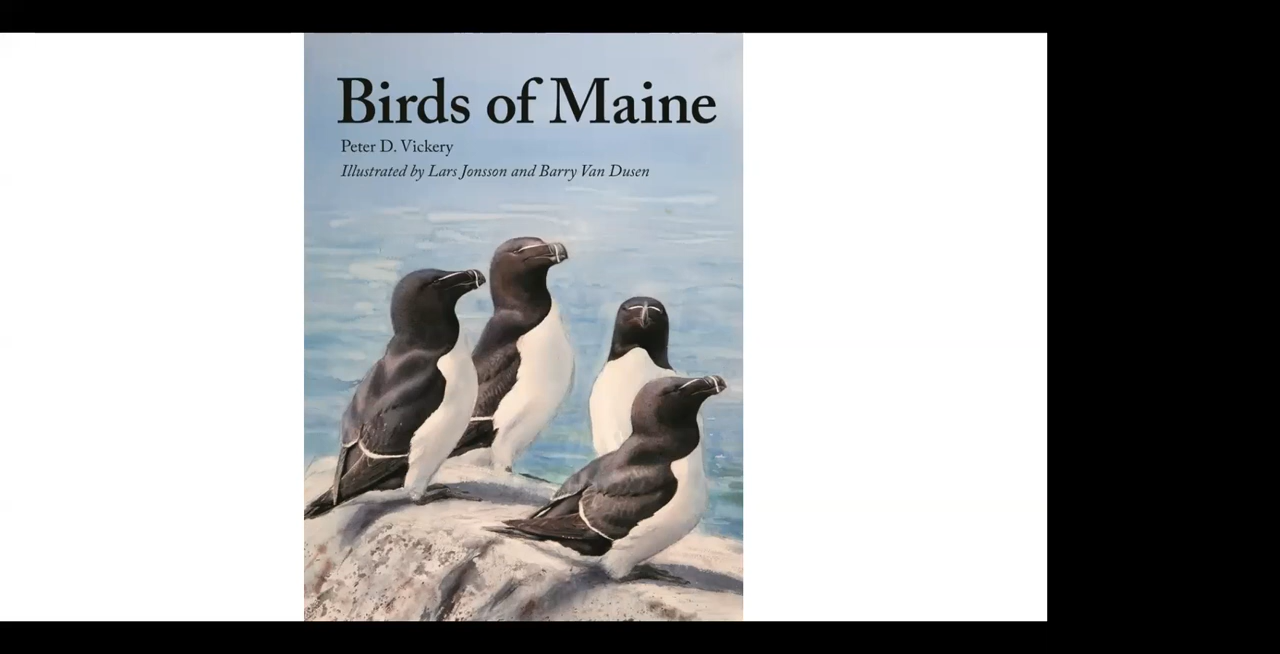 Birds of Maine
Peter D. Vickery
Illustrated by Lars Jonsson and Barry Van Dusen